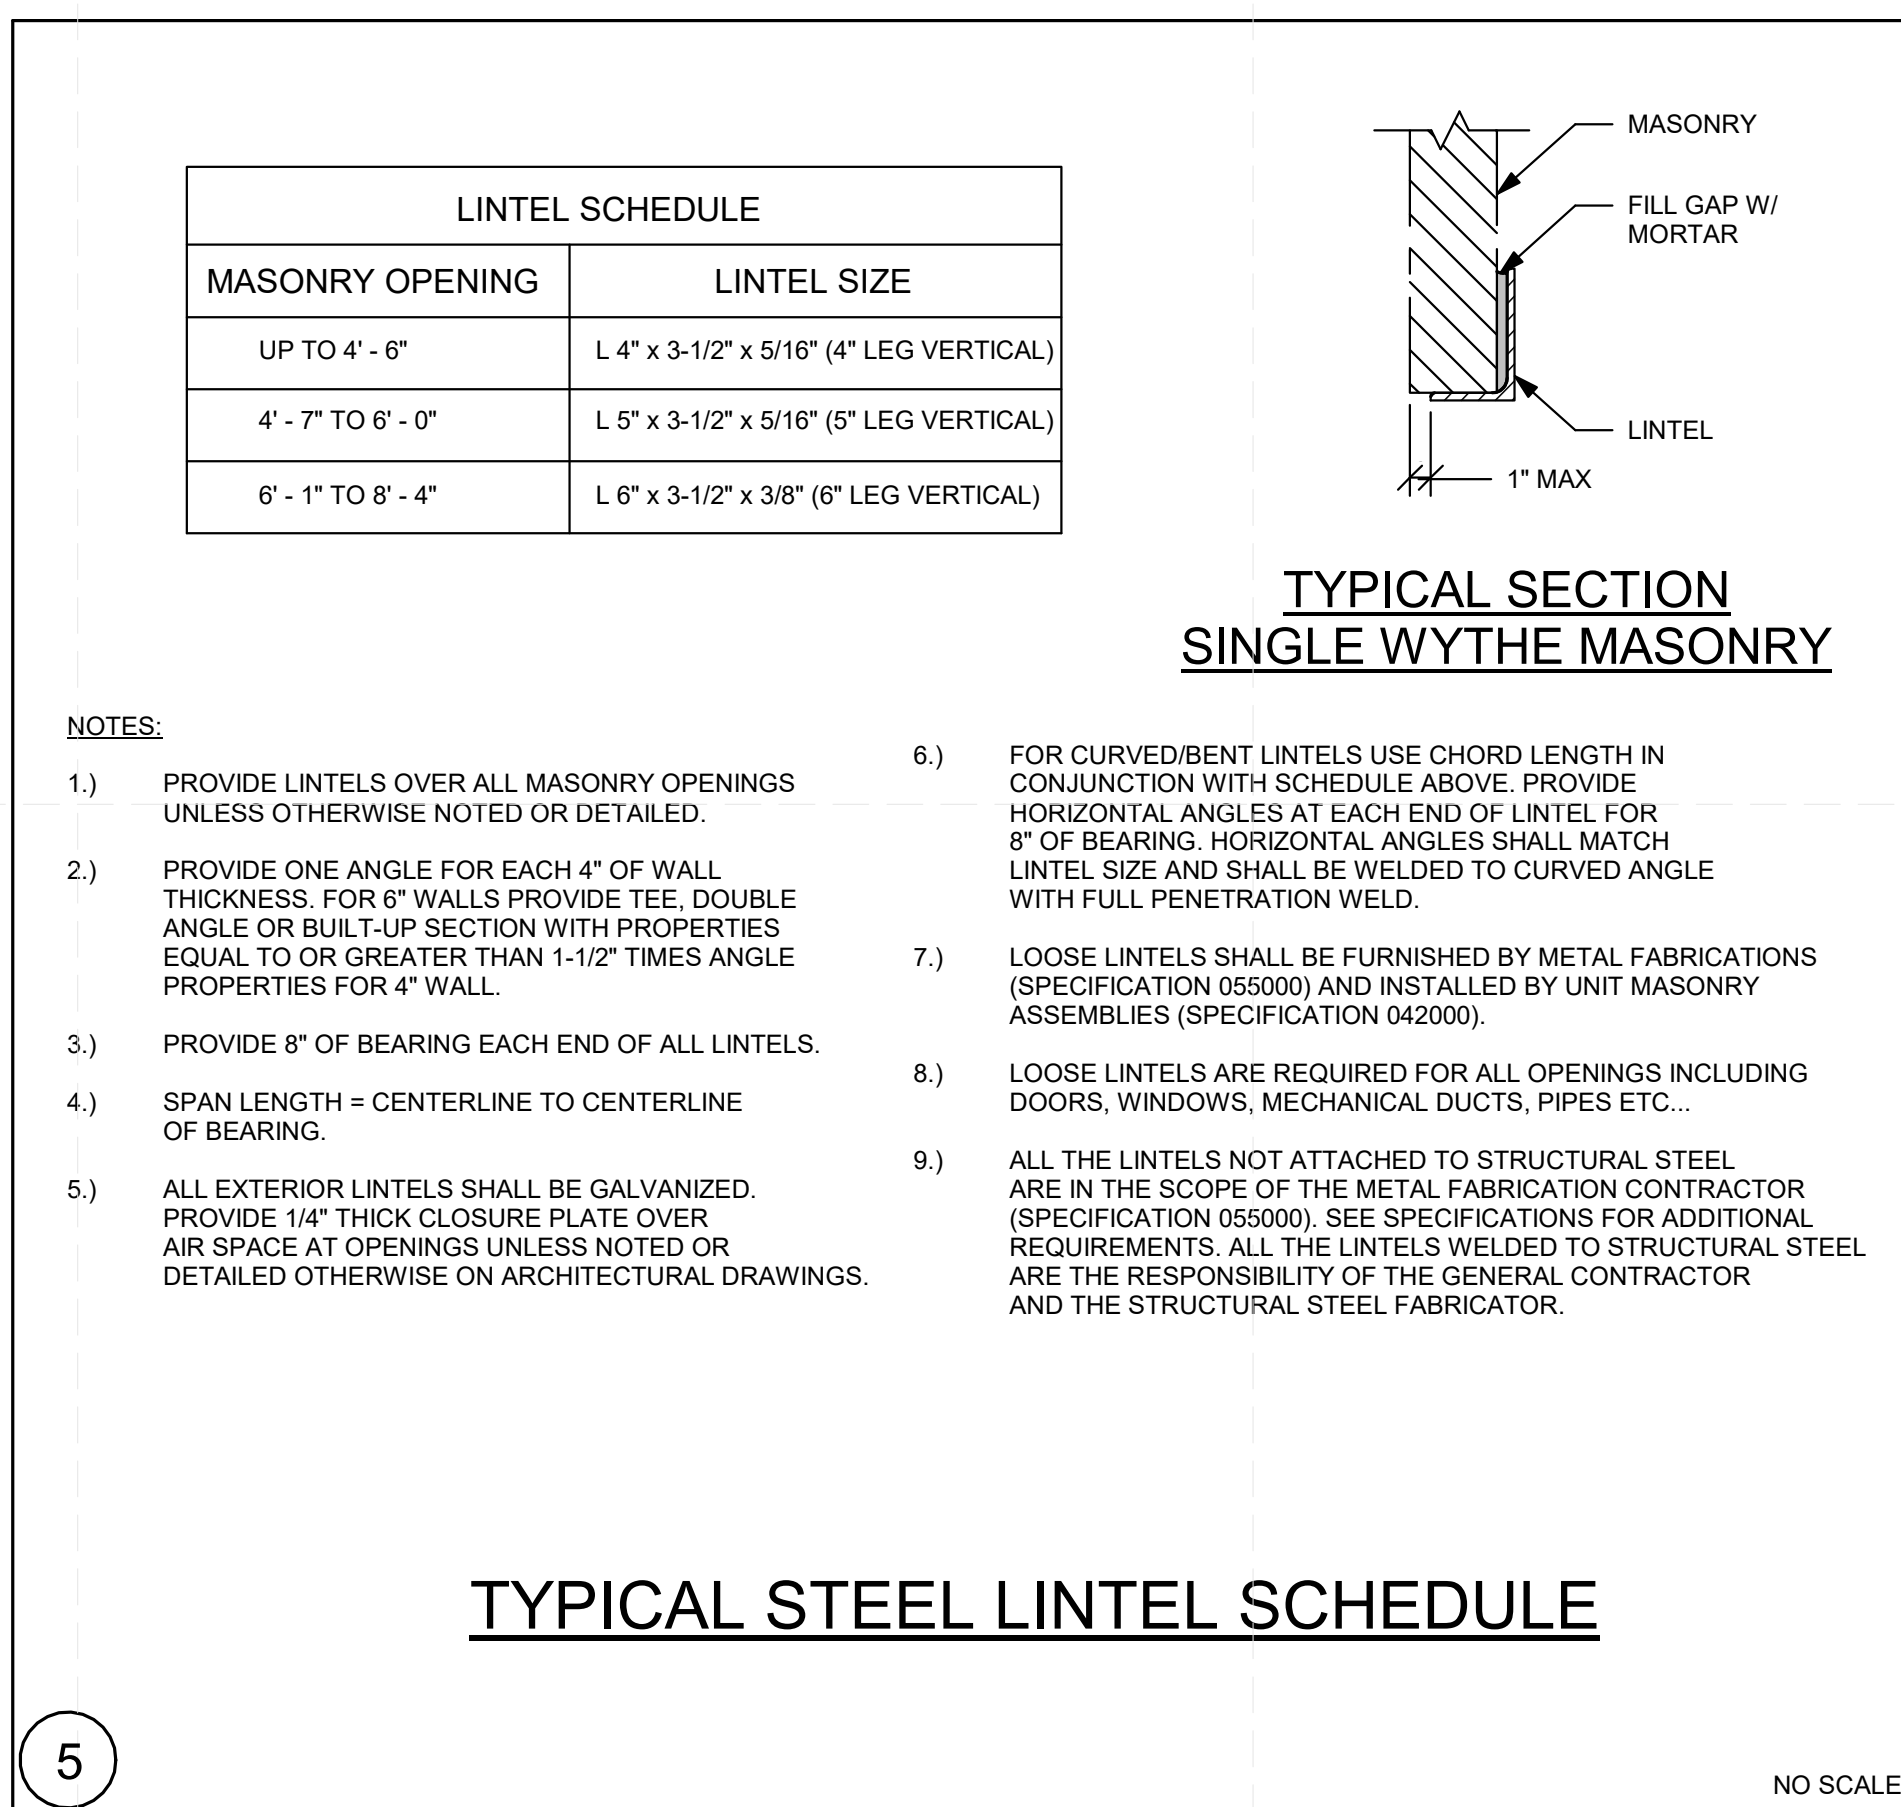 LINTEL SCHEDULE
MASONRY OPENING LINTEL SIZE
UP TO 4' - 6" L 4" x 3-1/2" x 5/16" (4" LEG VERTICAL)
4' - 7" TO 6' - 0" L 5" x 3-1/2" x 5/16" (5" LEG VERTICAL)
6' - 1" TO 8' - 4" L 6" x 3-1/2" x 3/8" (6" LEG VERTICAL)
MASONRY
FILL GAP W/
MORTAR
LINTEL
1" MAX
TYPICAL SECTION
SINGLE WYTHE MASONRY
NOTES:
1.) PROVIDE LINTELS OVER ALL MASONRY OPENINGS
UNLESS OTHERWISE NOTED OR DETAILED.
2.) PROVIDE ONE ANGLE FOR EACH 4" OF WALL
THICKNESS. FOR 6" WALLS PROVIDE TEE, DOUBLE
ANGLE OR BUILT-UP SECTION WITH PROPERTIES
EQUAL TO OR GREATER THAN 1-1/2" TIMES ANGLE
PROPERTIES FOR 4" WALL.
3.) PROVIDE 8" OF BEARING EACH END OF ALL LINTELS.
4.) SPAN LENGTH = CENTERLINE TO CENTERLINE
OF BEARING.
5.) ALL EXTERIOR LINTELS SHALL BE GALVANIZED.
PROVIDE 1/4" THICK CLOSURE PLATE OVER
AIR SPACE AT OPENINGS UNLESS NOTED OR
DETAILED OTHERWISE ON ARCHITECTURAL DRAWINGS.
6.) FOR CURVED/BENT LINTELS USE CHORD LENGTH IN
CONJUNCTION WITH SCHEDULE ABOVE. PROVIDE
HORIZONTAL ANGLES AT EACH END OF LINTEL FOR
8" OF BEARING. HORIZONTAL ANGLES SHALL MATCH
LINTEL SIZE AND SHALL BE WELDED TO CURVED ANGLE
WITH FULL PENETRATION WELD.
7.) LOOSE LINTELS SHALL BE FURNISHED BY METAL FABRICATIONS
(SPECIFICATION 055000) AND INSTALLED BY UNIT MASONRY
ASSEMBLIES (SPECIFICATION 042000).
8.) LOOSE LINTELS ARE REQUIRED FOR ALL OPENINGS INCLUDING
DOORS, WINDOWS, MECHANICAL DUCTS, PIPES ETC...
9.) ALL THE LINTELS NOT ATTACHED TO STRUCTURAL STEEL
ARE IN THE SCOPE OF THE METAL FABRICATION CONTRACTOR
(SPECIFICATION 055000). SEE SPECIFICATIONS FOR ADDITIONAL
REQUIREMENTS. ALL THE LINTELS WELDED TO STRUCTURAL STEEL
ARE THE RESPONSIBILITY OF THE GENERAL CONTRACTOR
AND THE STRUCTURAL STEEL FABRICATOR.
TYPICAL STEEL LINTEL SCHEDULE
5
NO SCALE